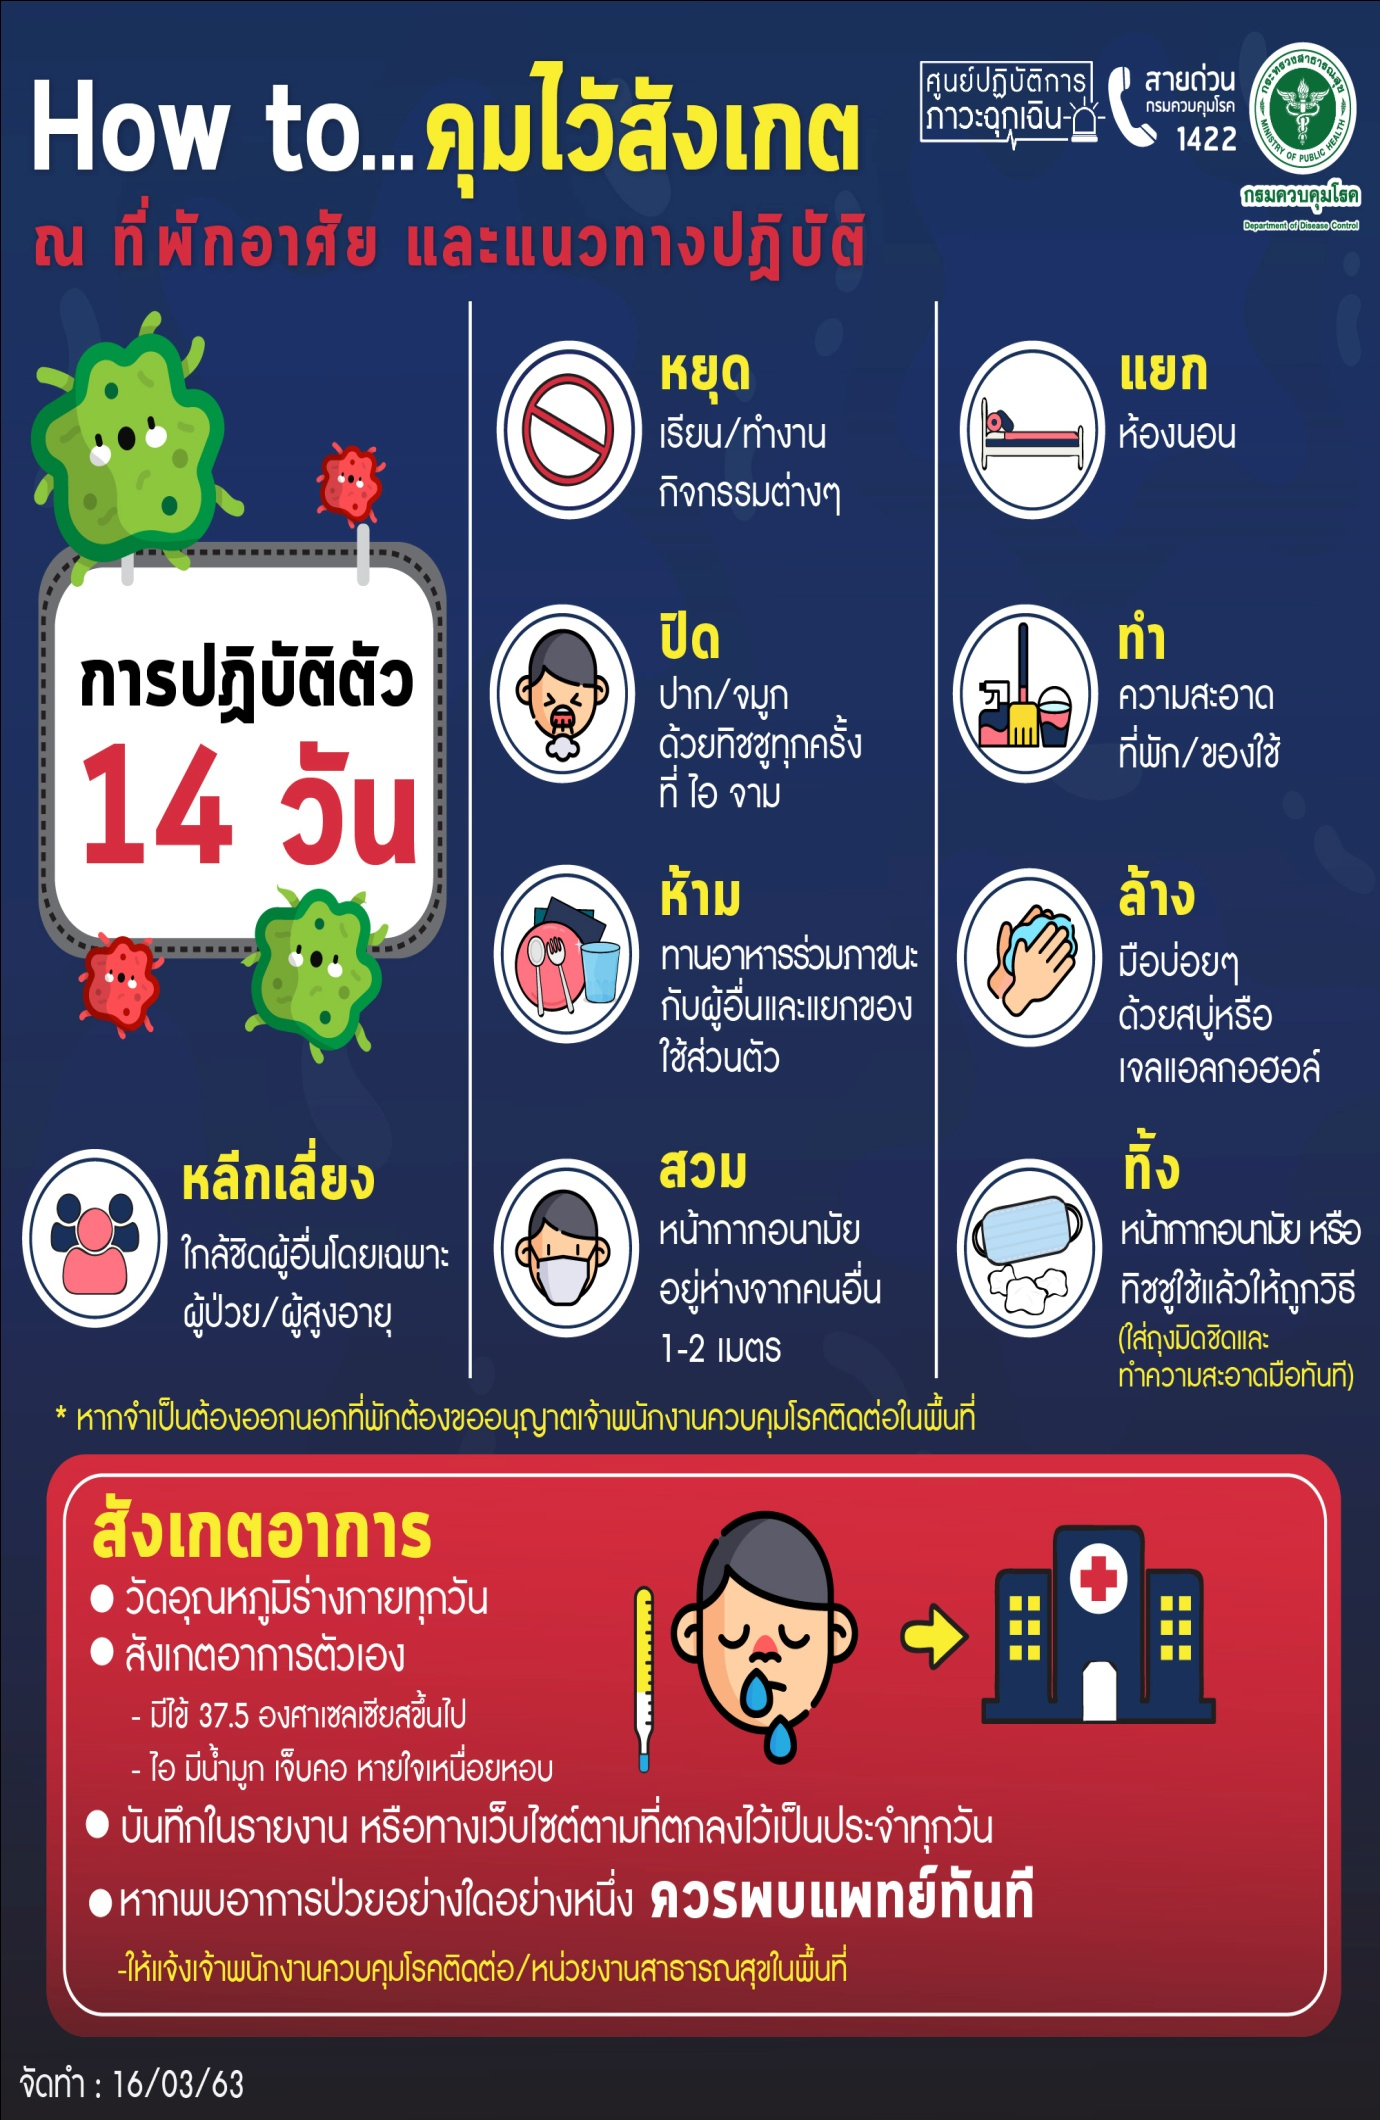 How to...คุมไว้สังเกต
ณ ที่พักอาศัย และแนวทางปฏิบัติ
ศูนย์ปฏิบัติการ
ภาวะฉุกเฉิน
สายด่วน
กรมควบคุมโรค
1422
กระทรวงสาธารณสุข
MINISTRY OF PUBLIC HEALTH
กรมควบคุมโรค
Department of Disease Control
การปฏิบัติตัว
14 วัน
หลีกเลี่ยง
ใกล้ชิดผู้อื่นโดยเฉพาะ
ผู้ป่วย/ผู้สูงอายุ
หยุด
เรียน/ทำงาน
กิจกรรมต่างๆ
ปิด
ปาก/จมูก
ด้วยทิชชูทุกครั้ง
ที่ ไอ จาม
ห้าม
ทานอาหารร่วมภาชนะ
กับผู้อื่นและแยกของ
ใช้ส่วนตัว
สวม
หน้ากากอนามัย
อยู่ห่างจากคนอื่น
1-2 เมตร
แยก
ห้องนอน
ทำ
ความสะอาด
ที่พัก/ของใช้
ล้าง
มือบ่อยๆ
ด้วยสบู่หรือ
เจลแอลกอฮอล์
ทิ้ง
หน้ากากอนามัย หรือ
ทิชชูใช้แล้วให้ถูกวิธี
(ใส่ถุงมิดชิดและ
ทำความสะอาดมือทันที)
* หากจำเป็นต้องออกนอกที่พักต้องขออนุญาตเจ้าพนักงานควบคุมโรคติดต่อในพื้นที่
สังเกตอาการ
● วัดอุณหภูมิร่างกายทุกวัน
● สังเกตอาการตัวเอง
- มีไข้ 37.5 องศาเซลเซียสขึ้นไป
- ไอ มีน้ำมูก เจ็บคอ หายใจเหนื่อยหอบ
● บันทึกในรายงาน หรือทางเว็บไซต์ตามที่ตกลงไว้เป็นประจำทุกวัน
● หากพบอาการป่วยอย่างใดอย่างหนึ่ง ควรพบแพทย์ทันที
-ให้แจ้งเจ้าพนักงานควบคุมโรคติดต่อ/หน่วยงานสาธารณสุขในพื้นที่
จัดทำ : 16/03/63